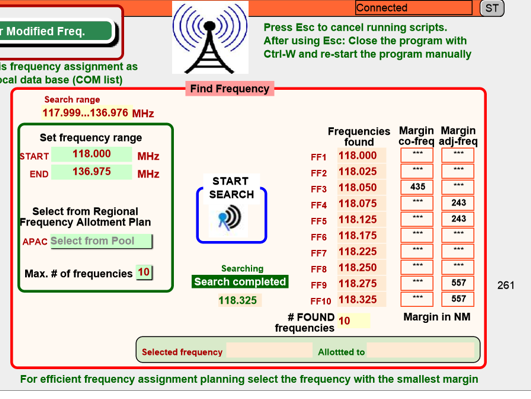 Connected
ST
r Modified Freq.
Press Esc to cancel running scripts.
After using Esc: Close the program with
Ctrl-W and re-start the program manually
is frequency assignment as
ocal data base (COM list)
Find Frequency
Search range
117.999...136.976 MHz
Set frequency range
START 118.000 MHz
END 136.975 MHz
Select from Regional
Frequency Allotment Plan
APAC Select from Pool
Max. # of frequencies 10
START
SEARCH
Searching
Search completed
118.325
Frequencies found Margin co-freq Margin adj-freq
FF1 118.000 *** ***
FF2 118.025 *** ***
FF3 118.050 435 ***
FF4 118.075 *** 243
FF5 118.125 *** 243
FF6 118.175 *** ***
FF7 118.225 *** ***
FF8 118.250 *** ***
FF9 118.275 *** 557
FF10 118.325 *** 557
# FOUND frequencies 10
Margin in NM
261
Selected frequency Allottted to
For efficient frequency assignment planning select the frequency with the smallest margin